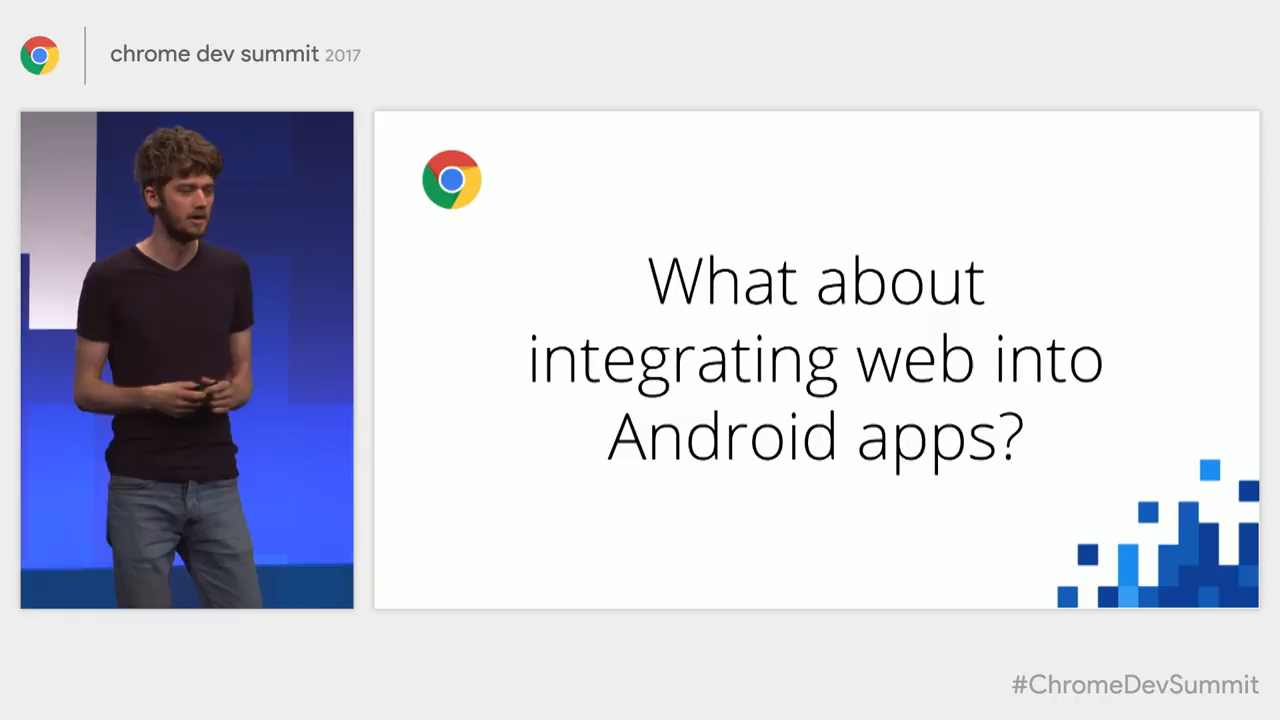 chrome dev summit 2017
What about
integrating web into
Android apps?
#ChromeDevSummit